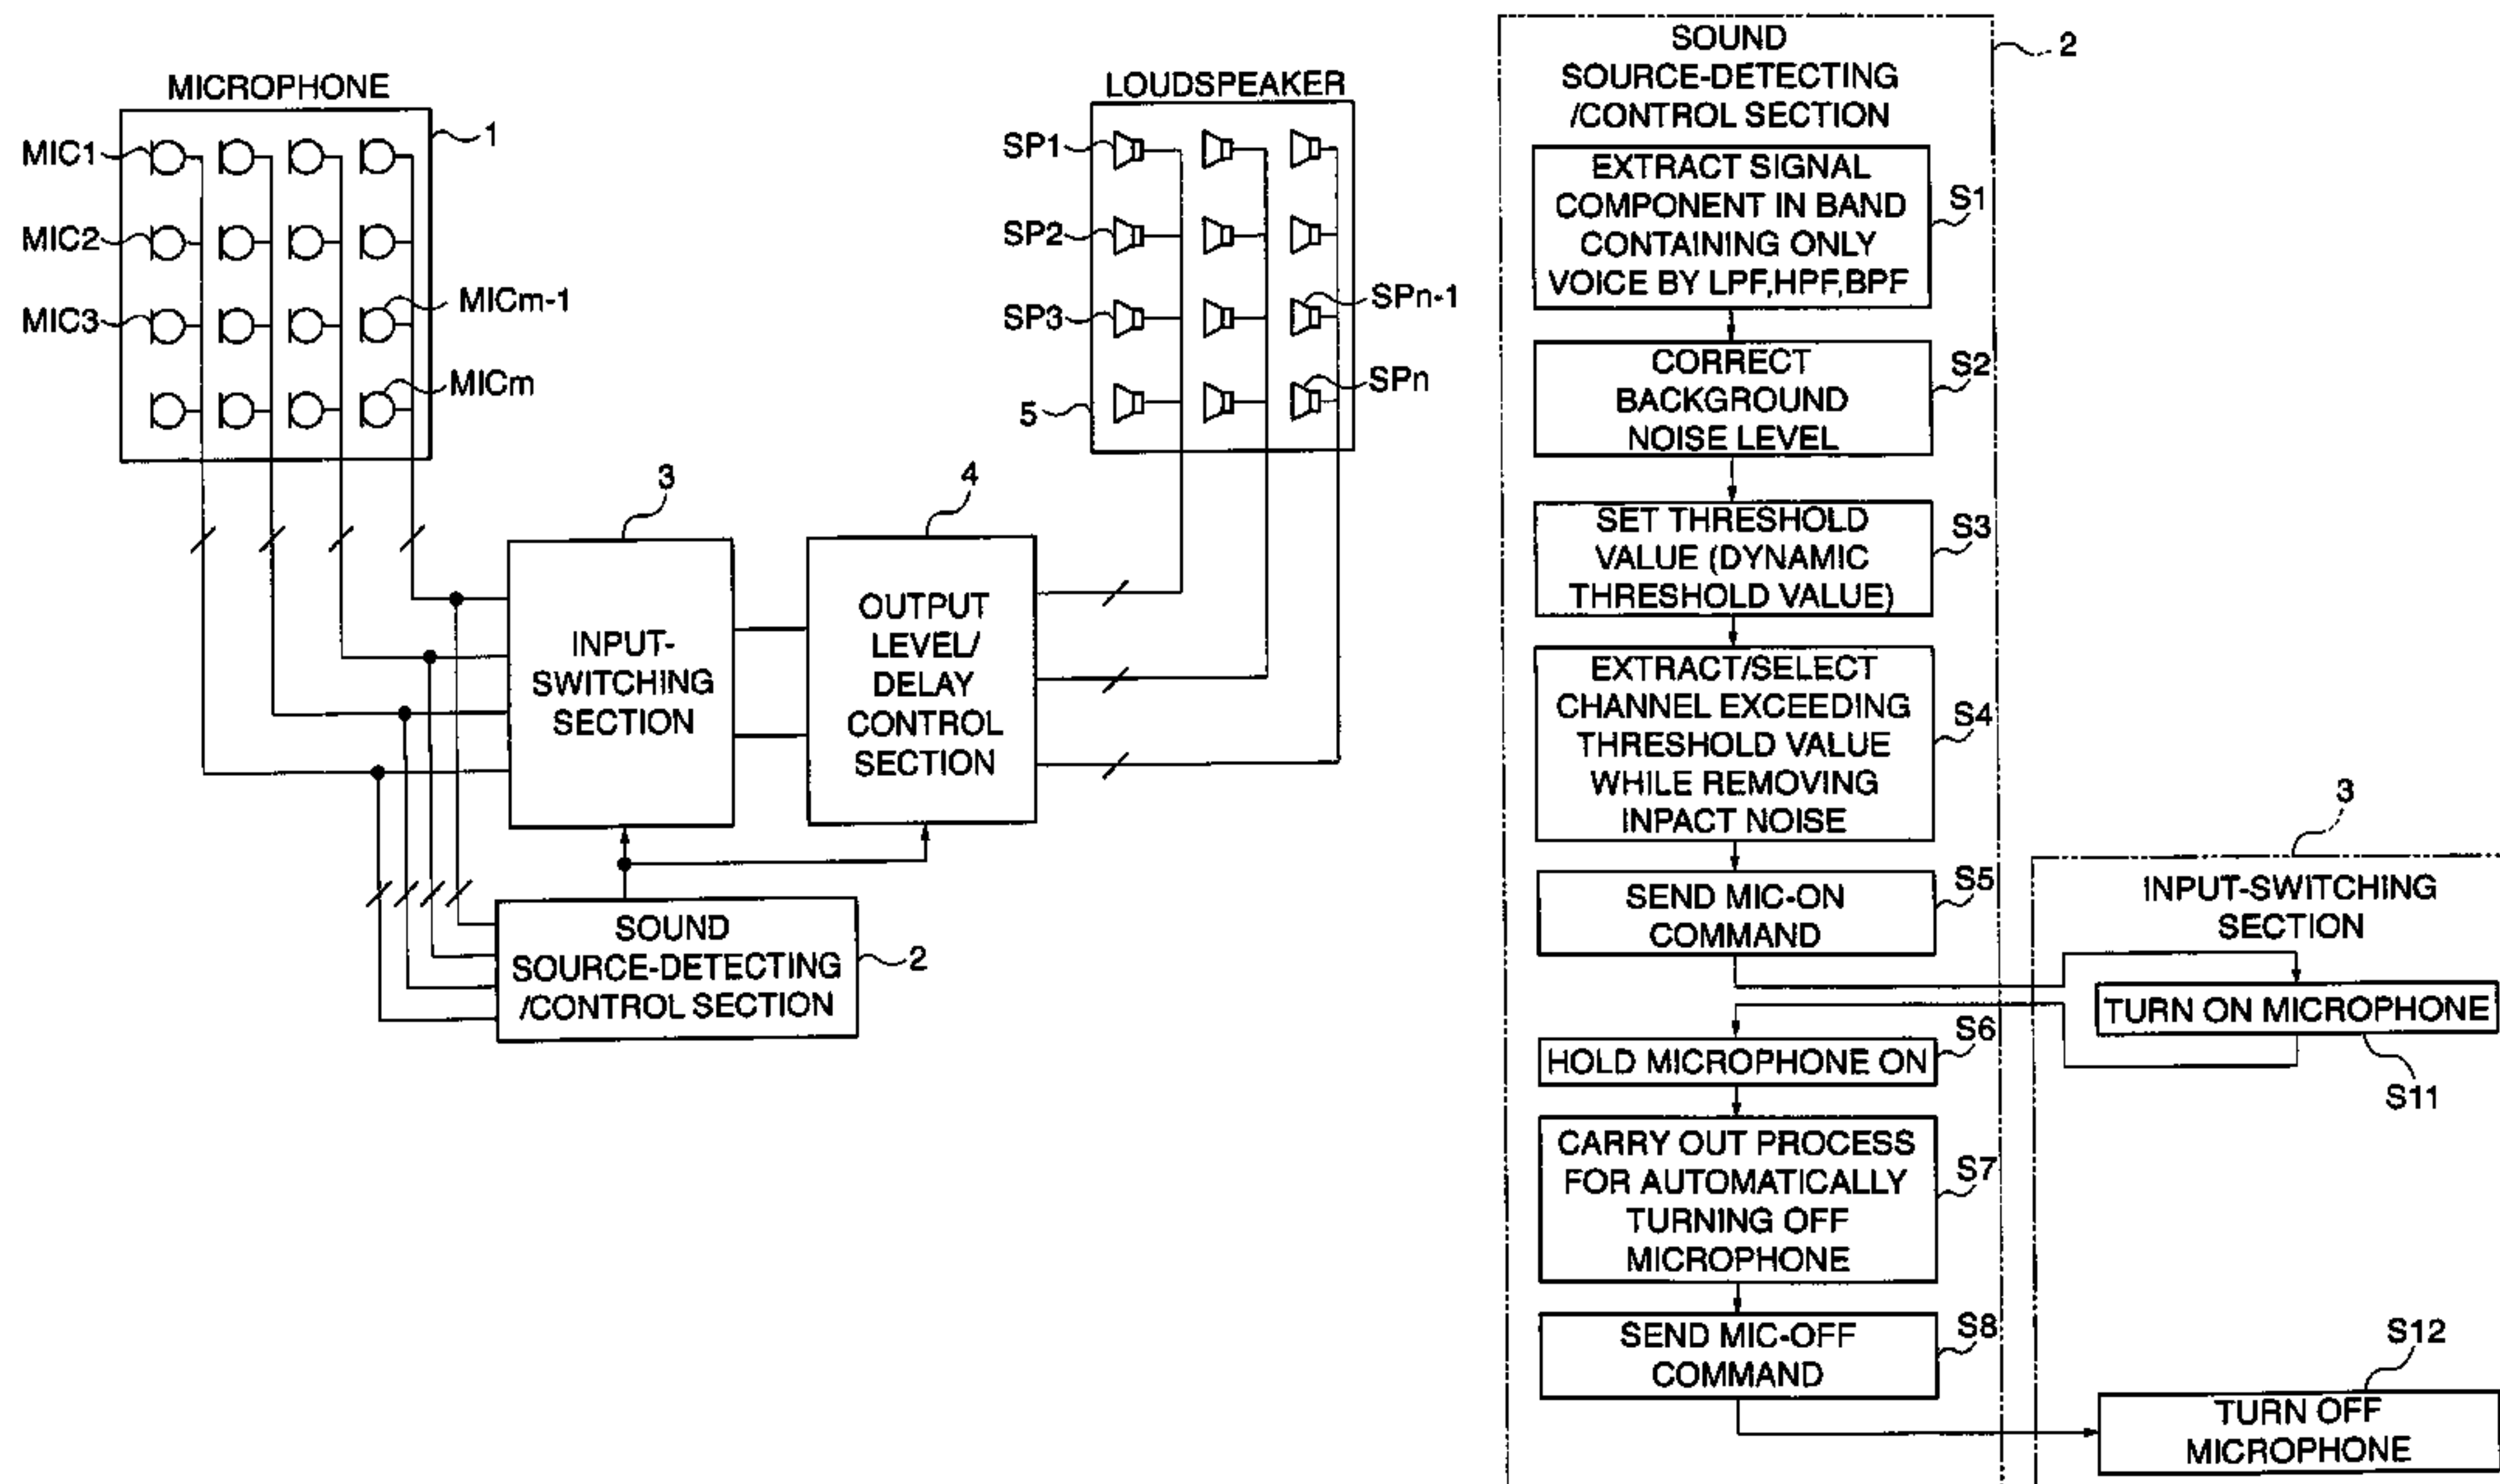 MICROPHONE
1
MIC1
MIC2
MIC3
MICm-1
MICm
LOUDSPEAKER
SP1
SP2
SP3
SPn-1
SPn
5
3
INPUT-
SWITCHING
SECTION
4
OUTPUT
LEVEL/
DELAY
CONTROL
SECTION
SOUND
SOURCE-DETECTING
/CONTROL SECTION
2
SOUND
SOURCE-DETECTING
/CONTROL SECTION
2
EXTRACT SIGNAL
COMPONENT IN BAND
CONTAINING ONLY
VOICE BY LPF,HPF,BPF
S1
CORRECT
BACKGROUND
NOISE LEVEL
S2
SET THRESHOLD
VALUE (DYNAMIC
THRESHOLD VALUE)
S3
EXTRACT/SELECT
CHANNEL EXCEEDING
THRESHOLD VALUE
WHILE REMOVING
INPACT NOISE
S4
SEND MIC-ON
COMMAND
S5
3
INPUT-SWITCHING
SECTION
TURN ON MICROPHONE
S11
HOLD MICROPHONE ON
S6
CARRY OUT PROCESS
FOR AUTOMATICALLY
TURNING OFF
MICROPHONE
S7
SEND MIC-OFF
COMMAND
S8
S12
TURN OFF
MICROPHONE